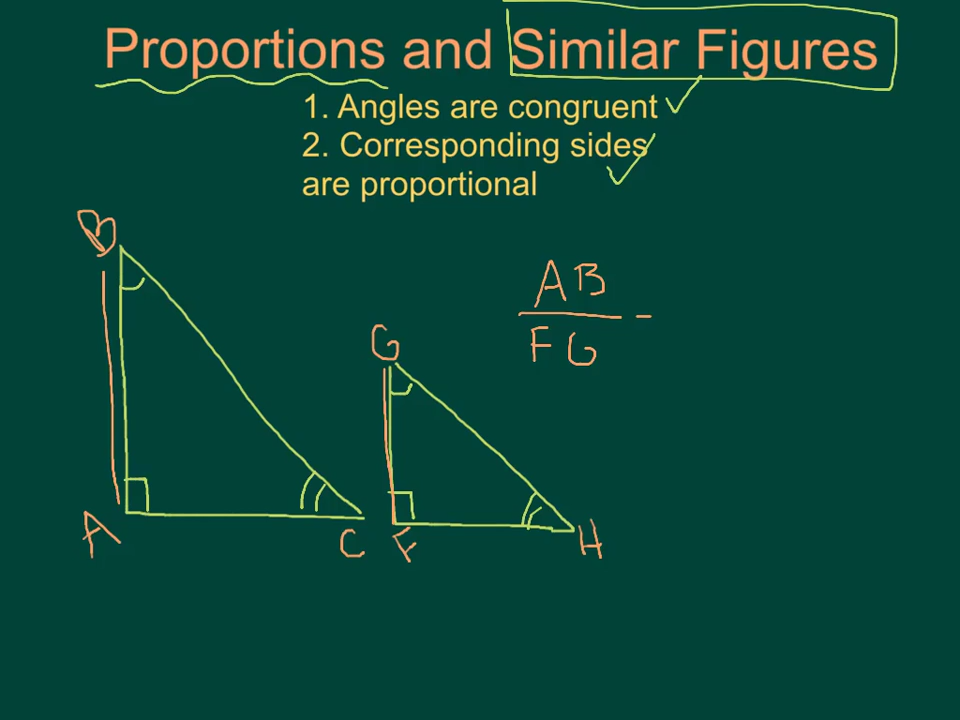 Proportions and Similar Figures
1. Angles are congruent
2. Corresponding sides
are proportional
B
AB
FG
=
G
A
C
F
H